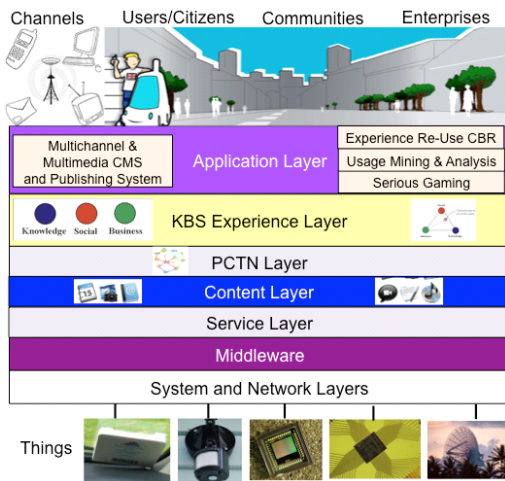 Channels
Users/Citizens
Communities
Enterprises
Multichannel &
Multimedia CMS
and Publishing System
Application Layer
Experience Re-Use CBR
Usage Mining & Analysis
Serious Gaming
Knowledge
Social
Business
KBS Experience Layer
Social
PCTN Layer
15
Content Layer
Service Layer
Middleware
System and Network Layers
Things